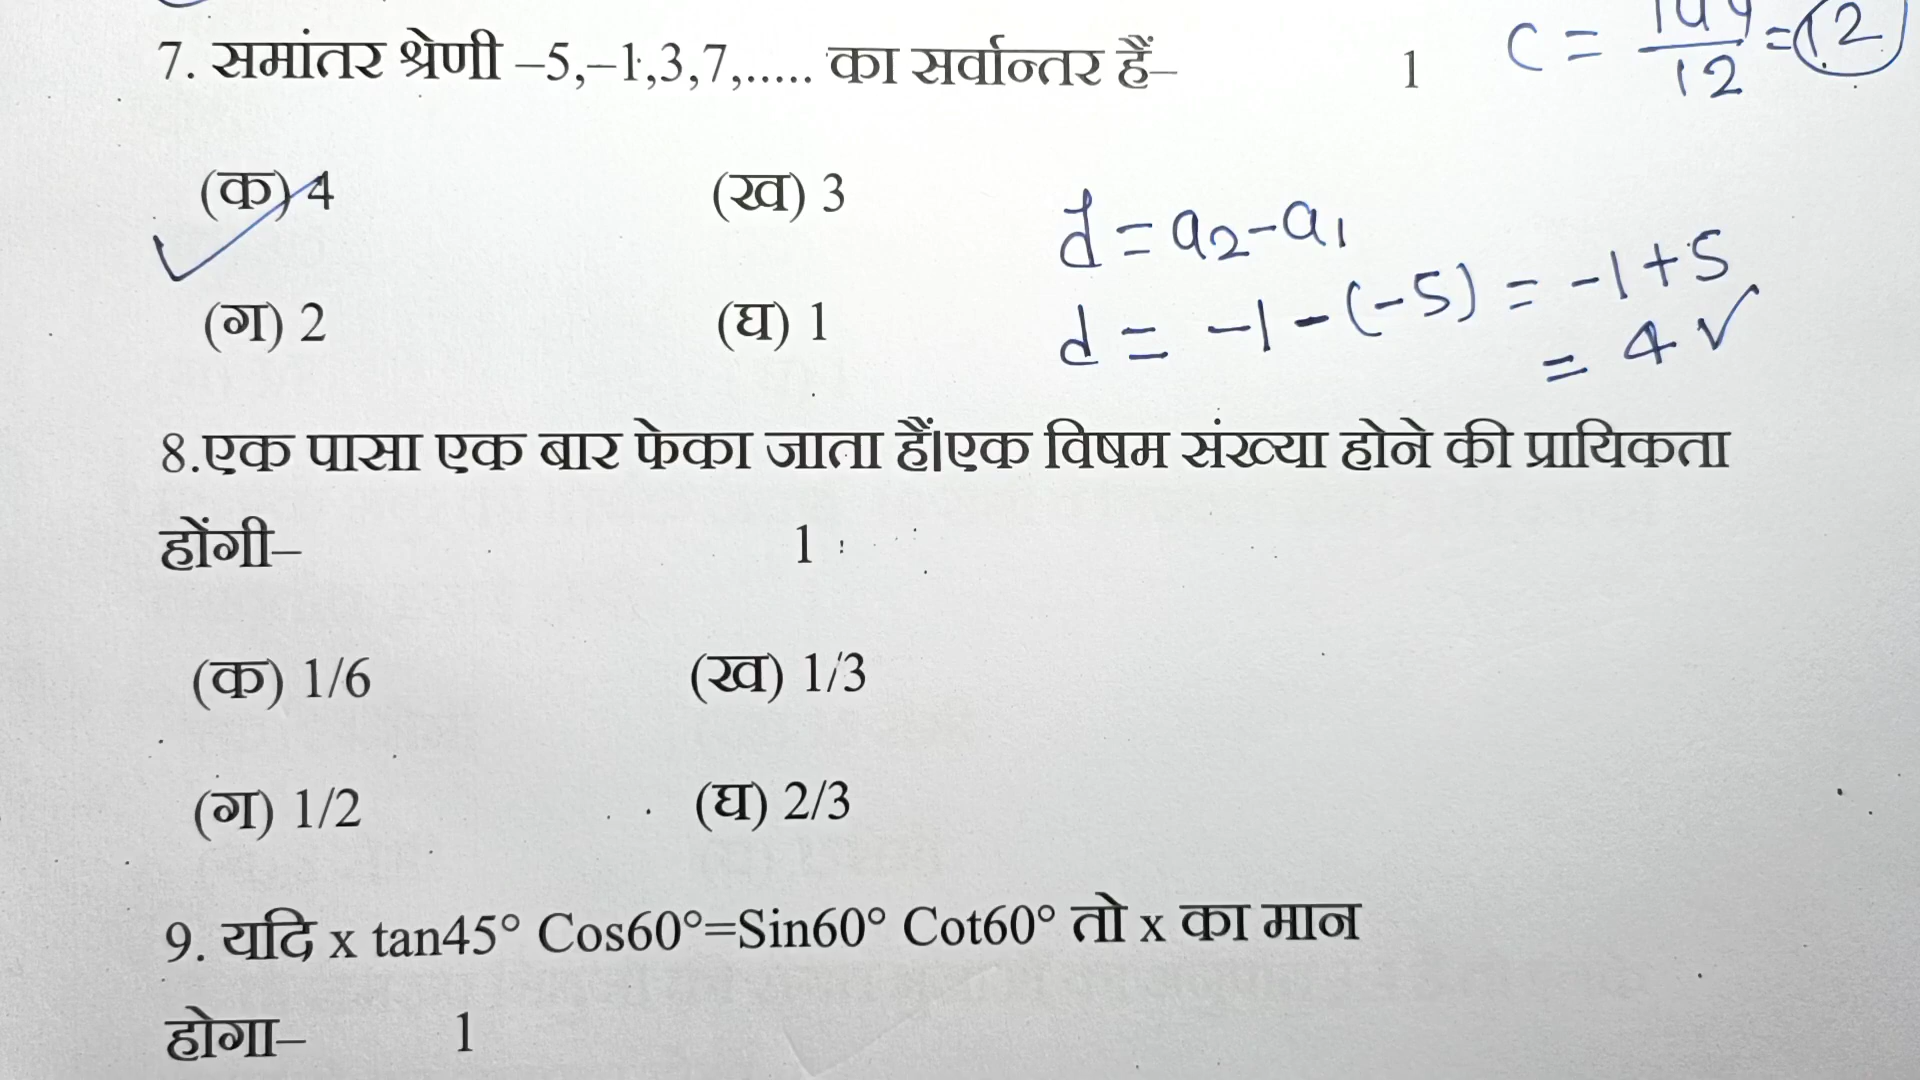 7. समांतर श्रेणी –5,–1,3,7,..... का सर्वान्तर हैं– 1
C = 144/12 = 12
(क) 4 (ख) 3
d = a2 - a1
(ग) 2 (घ) 1
d = -1 - (-5) = -1 + 5
= 4 ✓
8.एक पासा एक बार फेका जाता हैं।एक विषम संख्या होने की प्रायिकता
होंगी– 1
(क) 1/6 (ख) 1/3
(ग) 1/2 (घ) 2/3
9. यदि x tan45° Cos60°=Sin60° Cot60° तो x का मान
होगा– 1